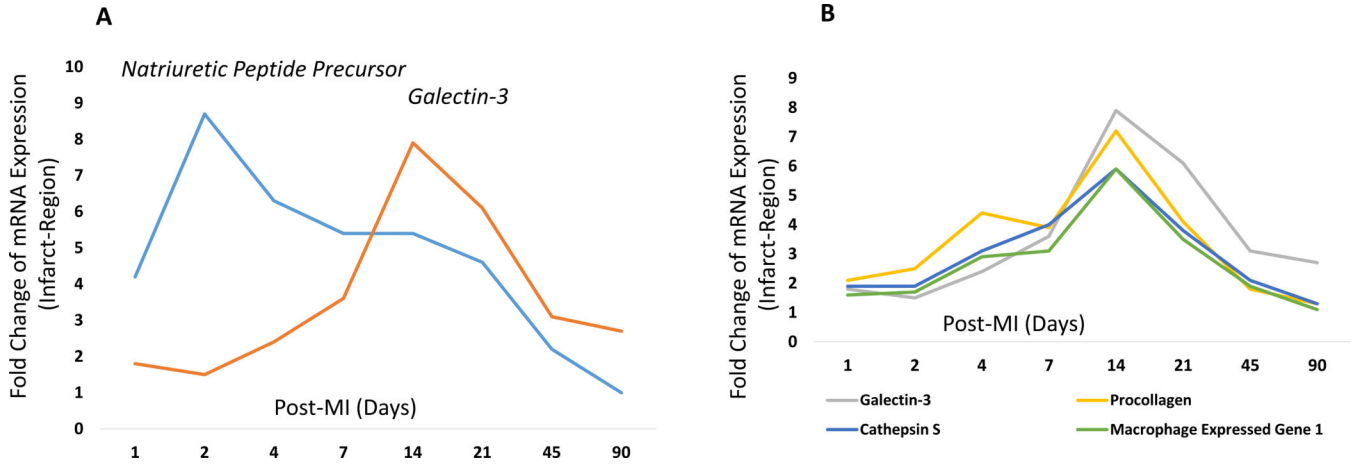 A
Fold Change of mRNA Expression
(Infarct-Region)
10
9
8
7
6
5
4
3
2
1
0
Natriuretic Peptide Precursor
Galectin-3
Post-MI (Days)
1 2 4 7 14 21 45 90
B
Fold Change of mRNA Expression
(Infarct-Region)
9
8
7
6
5
4
3
2
1
0
Post-MI (Days)
1 2 4 7 14 21 45 90
Galectin-3 Procollagen
Cathepsin S Macrophage Expressed Gene 1